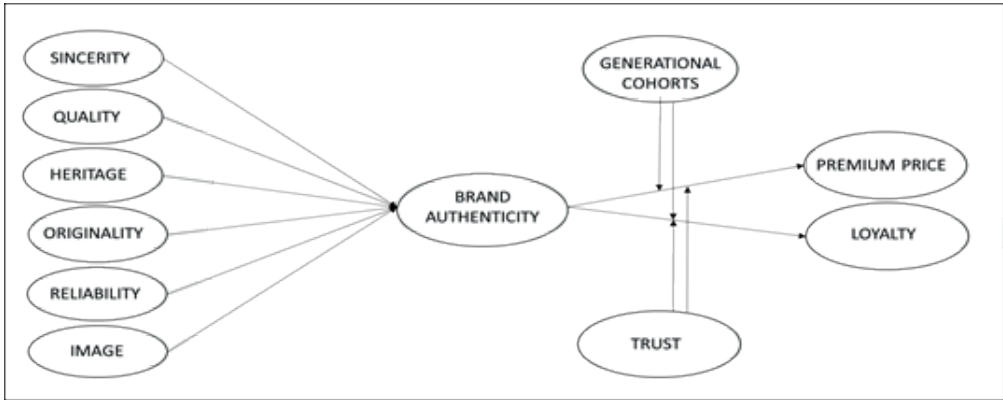 SINCERITY
QUALITY
HERITAGE
ORIGINALITY
RELIABILITY
IMAGE
BRAND
AUTHENTICITY
GENERATIONAL
COHORTS
TRUST
PREMIUM PRICE
LOYALTY